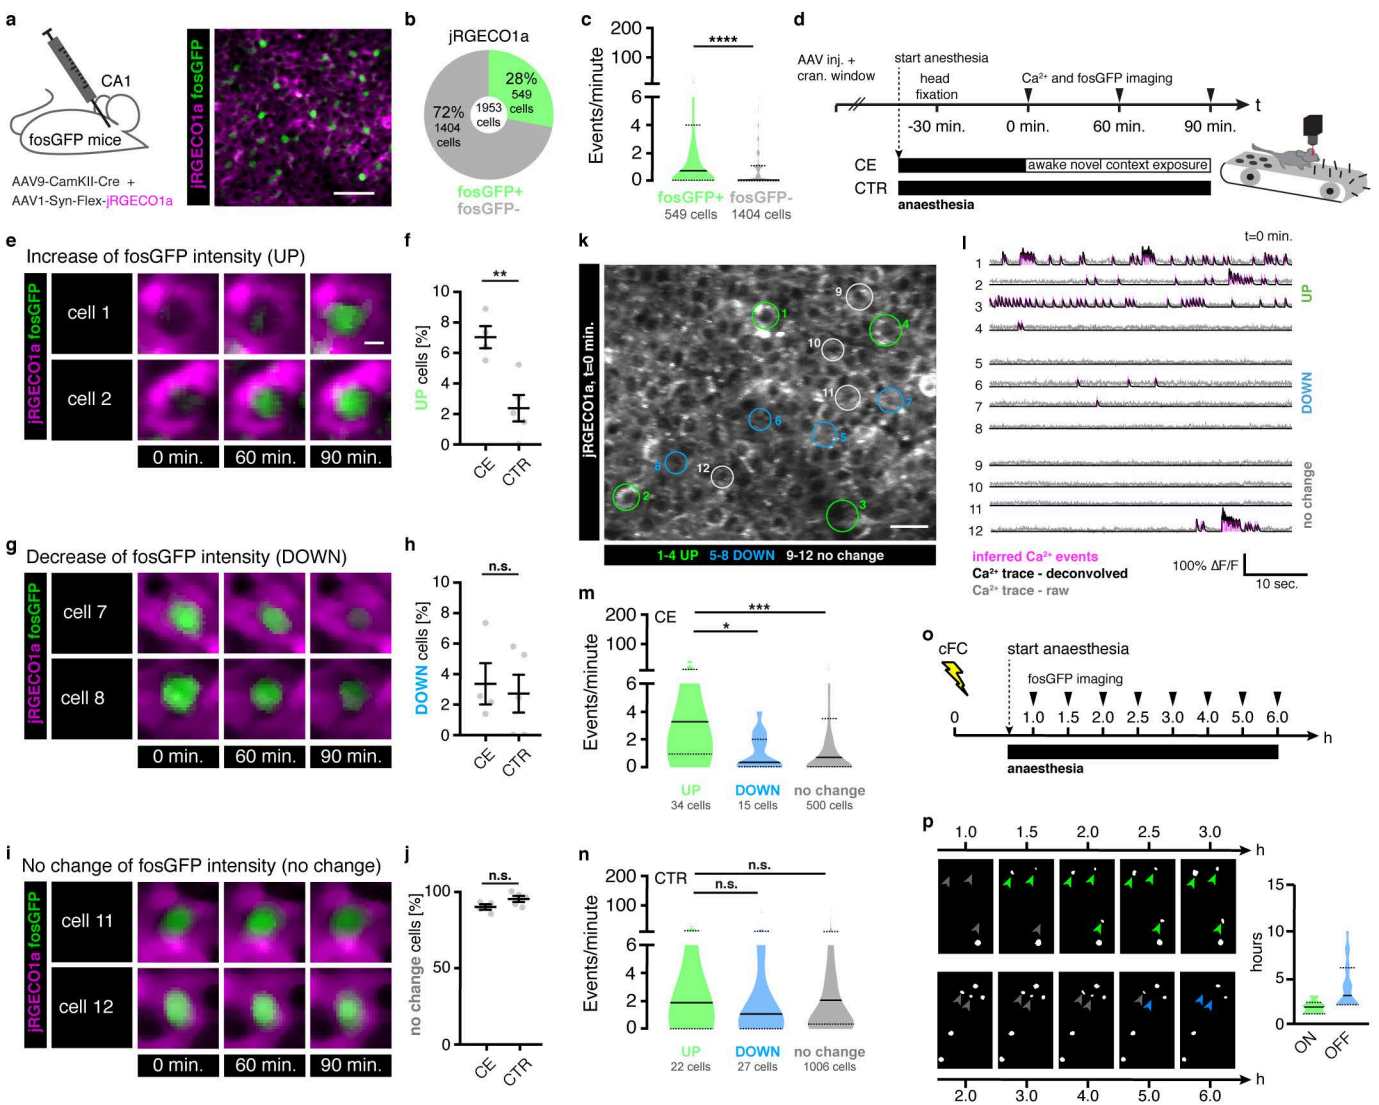 a
CA1
fosGFP mice
AAV9-CamKII-Cre +
AAV1-Syn-Flex-jRGECO1a
jRGECO1a fosGFP
b
jRGECO1a
28%
549
cells
72%
1404
cells
1953
cells
fosGFP+
fosGFP-
c
Events/minute
200
100
6
4
2
0
****
fosGFP+
549 cells
fosGFP-
1404 cells
d
AAV inj. +
cran. window
start anesthesia
head
fixation
Ca²⁺ and fosGFP imaging
t
-30 min.
0 min.
60 min.
90 min.
CE
awake novel context exposure
CTR
anaesthesia
e
Increase of fosGFP intensity (UP)
jRGECO1a fosGFP
cell 1
cell 2
0 min.
60 min.
90 min.
f
**
UP cells [%]
10
8
6
4
2
0
CE
CTR
g
Decrease of fosGFP intensity (DOWN)
jRGECO1a fosGFP
cell 7
cell 8
0 min.
60 min.
90 min.
h
n.s.
DOWN cells [%]
10
8
6
4
2
0
CE
CTR
i
No change of fosGFP intensity (no change)
jRGECO1a fosGFP
cell 11
cell 12
0 min.
60 min.
90 min.
j
n.s.
no change cells [%]
100
50
0
CE
CTR
k
jRGECO1a, t=0 min.
9
1
4
10
11
7
6
5
8
12
2
3
1-4 UP 5-8 DOWN 9-12 no change
l
t=0 min.
1
2
3
4
UP
5
6
7
8
DOWN
9
10
11
12
no change
inferred Ca²⁺ events
Ca²⁺ trace - deconvolved
Ca²⁺ trace - raw
100% ΔF/F
10 sec.
m
CE
***
*
Events/minute
200
100
6
4
2
0
UP
34 cells
DOWN
15 cells
no change
500 cells
n
CTR
n.s.
n.s.
Events/minute
200
100
6
4
2
0
UP
22 cells
DOWN
27 cells
no change
1006 cells
o
cFC
start anaesthesia
fosGFP imaging
0
1.0 1.5 2.0 2.5 3.0 4.0 5.0 6.0
h
anaesthesia
p
1.0 1.5 2.0 2.5 3.0
h
2.0 3.0 4.0 5.0 6.0
h
hours
15
10
5
0
ON
OFF